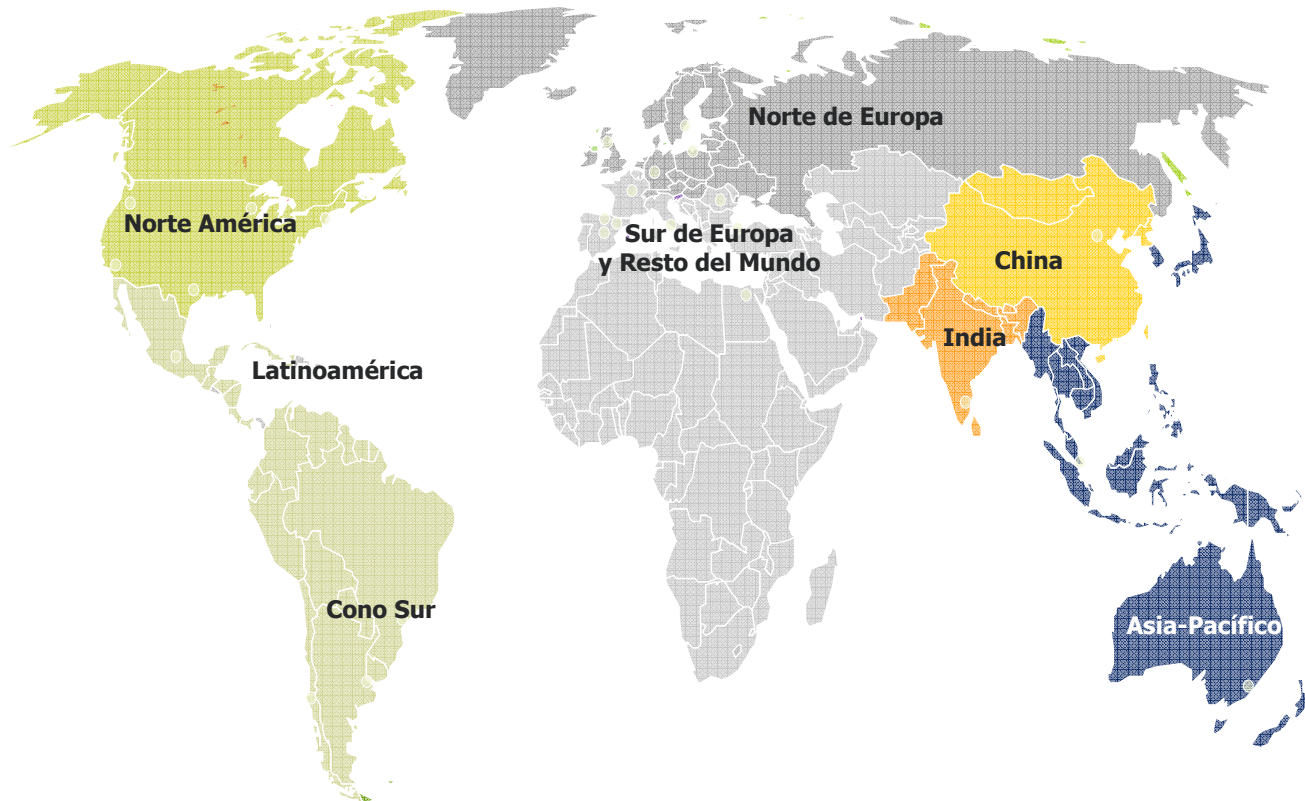 Norte de Europa
Norte América
Sur de Europa
y Resto del Mundo
China
India
Latinoamérica
Cono Sur
Asia-Pacífico